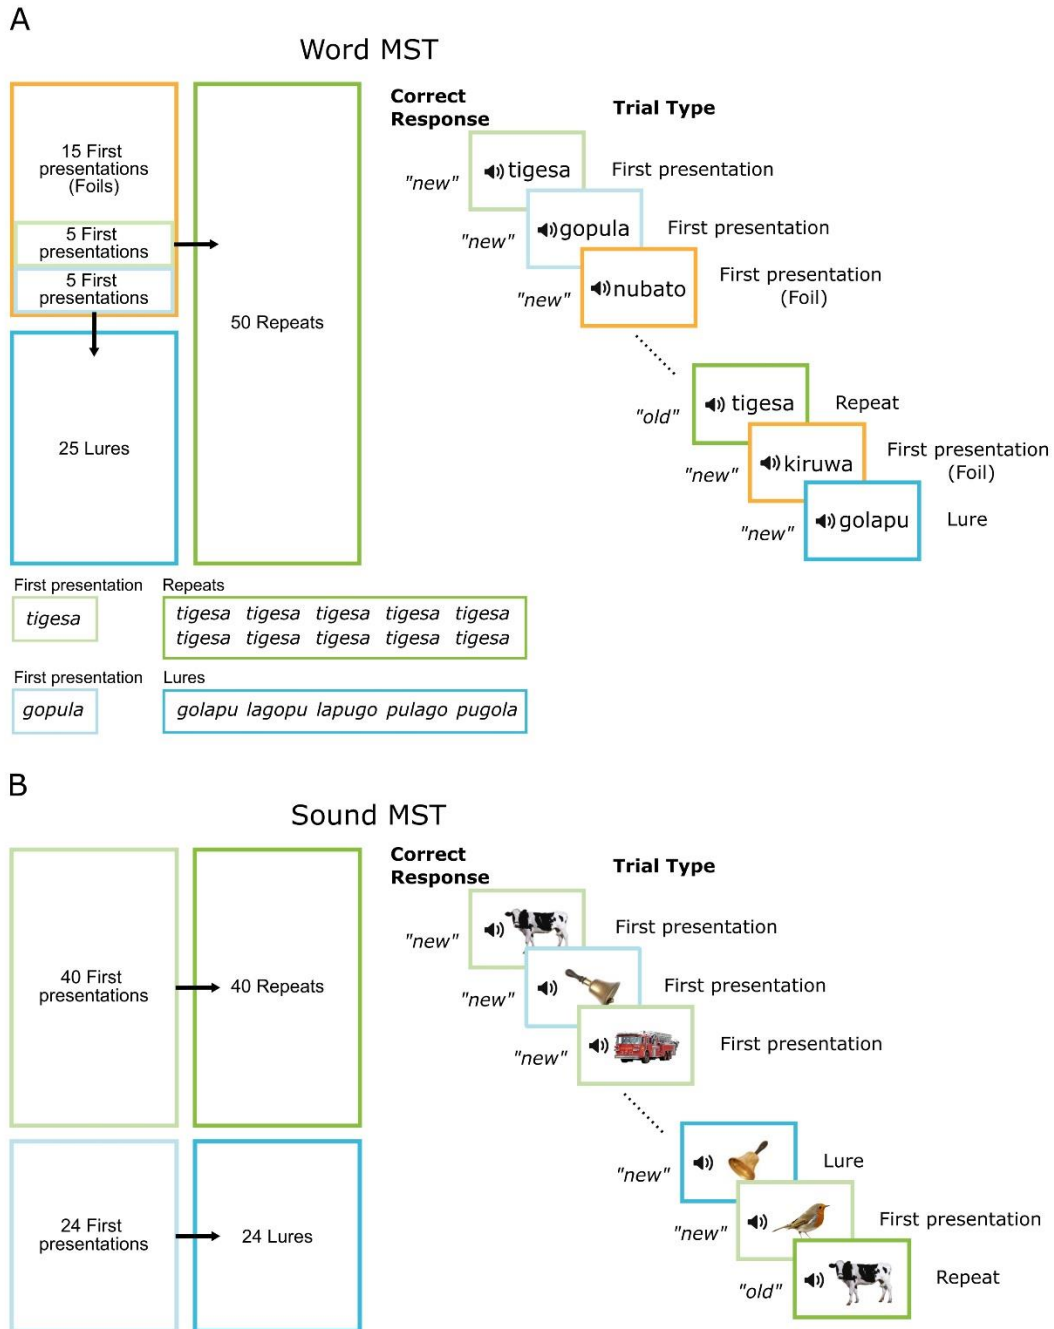 A
Word MST
15 First
presentations
(Foils)
5 First
presentations
5 First
presentations
50 Repeats
25 Lures
Correct
Response
Trial Type
"new"
tigesa
First presentation
"new"
gopula
First presentation
"new"
nubato
First presentation
(Foil)
"old"
tigesa
Repeat
"new"
kiruwa
First presentation
(Foil)
"new"
golapu
Lure
First presentation
tigesa
Repeats
tigesa tigesa tigesa tigesa tigesa
tigesa tigesa tigesa tigesa tigesa
First presentation
gopula
Lures
golapu lagopu lapugo pulago pugola
B
Sound MST
40 First
presentations
40 Repeats
24 First
presentations
24 Lures
Correct
Response
Trial Type
"new"
First presentation
"new"
First presentation
"new"
First presentation
"new"
Lure
"new"
First presentation
"old"
Repeat